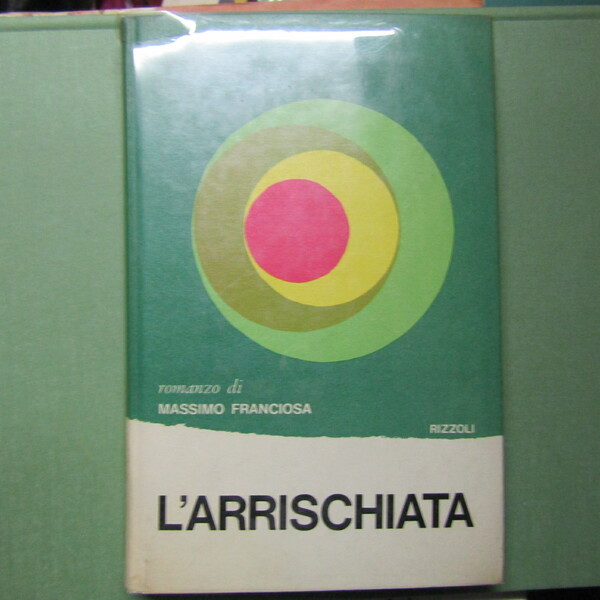 romanzo di
MASSIMO FRANCIOSA
RIZZOLI
L'ARRISCHIATA